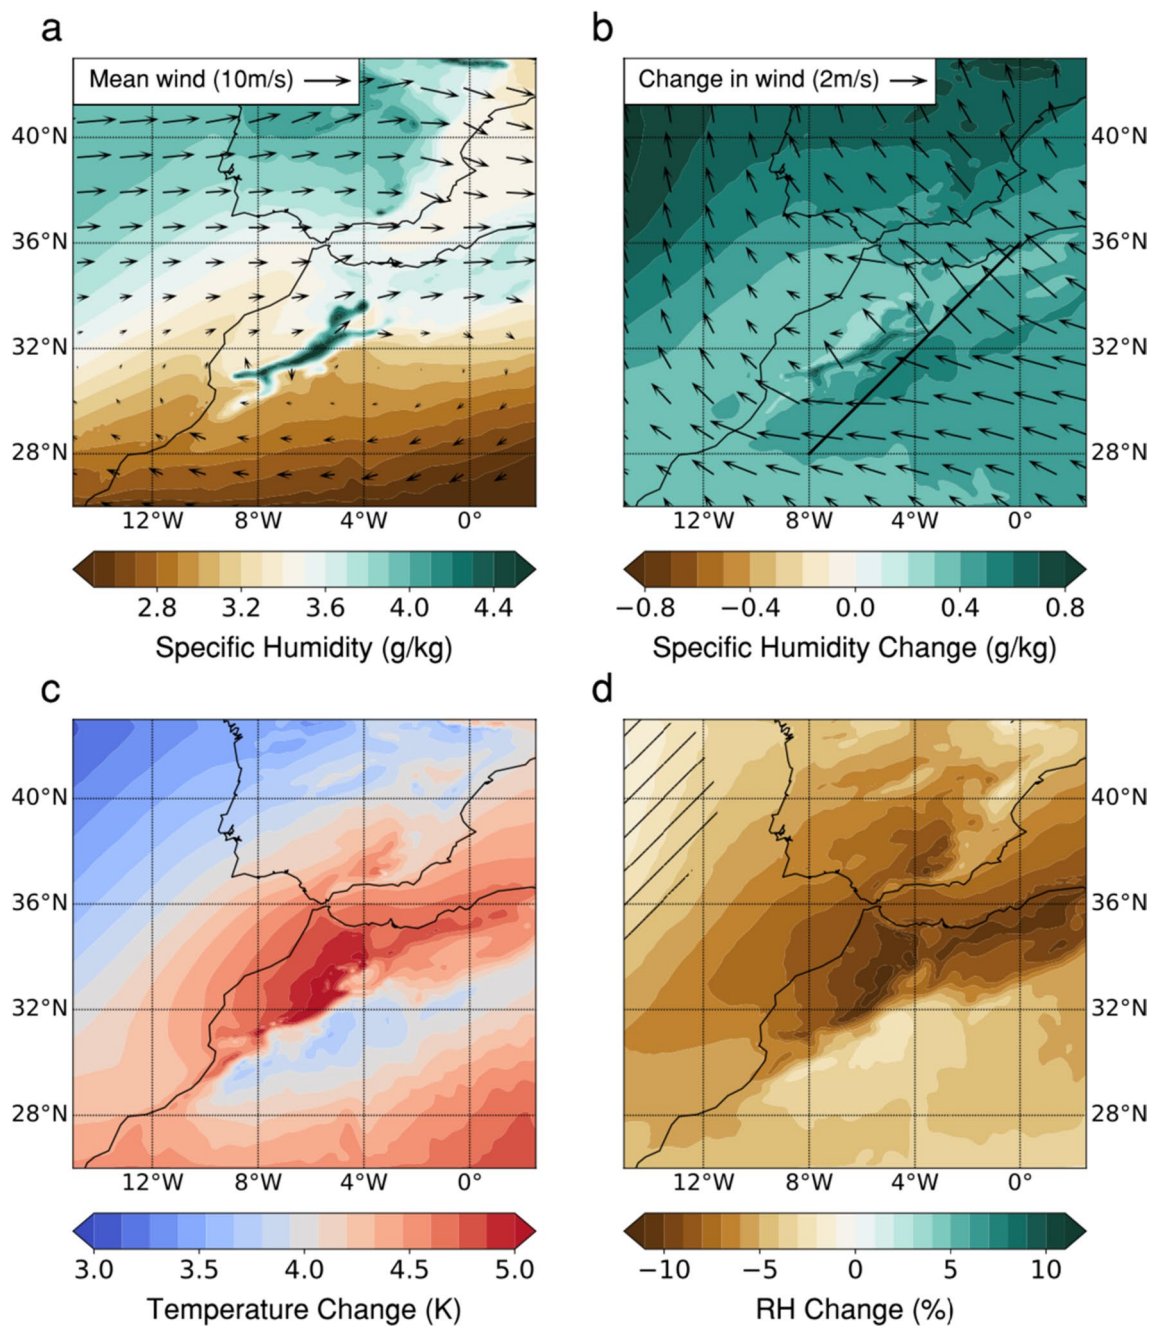 a
b
Mean wind (10m/s)
Change in wind (2m/s)
40°N
36°N
32°N
28°N
12°W 8°W 4°W 0°
40°N
36°N
32°N
28°N
12°W 8°W 4°W 0°
2.8 3.2 3.6 4.0 4.4
Specific Humidity (g/kg)
−0.8 −0.4 0.0 0.4 0.8
Specific Humidity Change (g/kg)
c
d
40°N
36°N
32°N
28°N
12°W 8°W 4°W 0°
40°N
36°N
32°N
28°N
12°W 8°W 4°W 0°
3.0 3.5 4.0 4.5 5.0
Temperature Change (K)
−10 −5 0 5 10
RH Change (%)